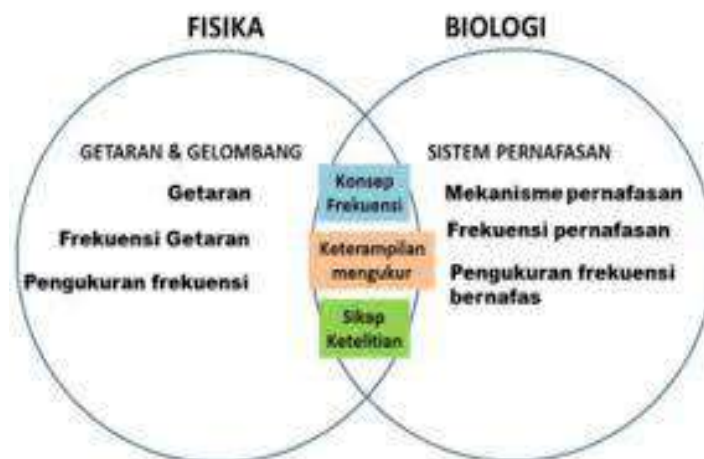 FISIKA
BIOLOGI
GETARAN & GELOMBANG
Getaran
Frekuensi Getaran
Pengukuran frekuensi
Konsep
Frekuensi
Keterampilan
mengukur
Sikap
Ketelitian
SISTEM PERNAFASAN
Mekanisme pernafasan
Frekuensi pernafasan
Pengukuran frekuensi
bernafas